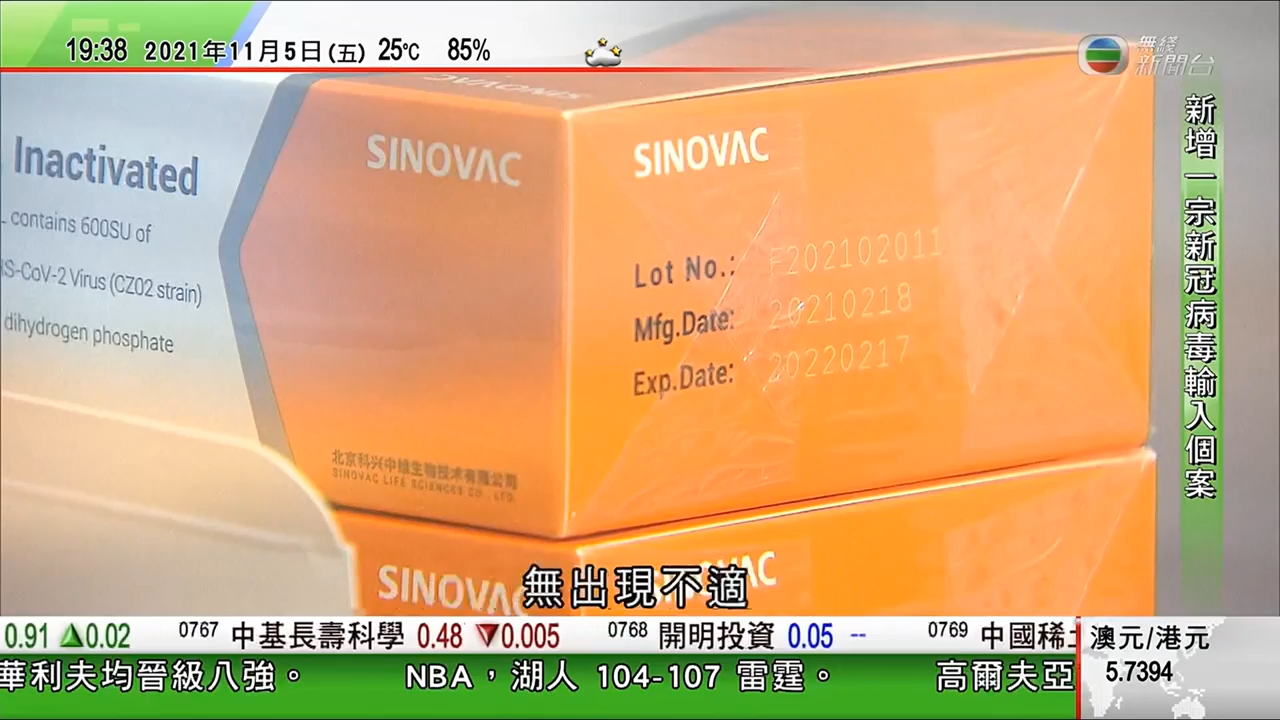 19:38 2021年11月5日(五) 25℃ 85%
無綫
新聞台
新增一宗新冠病毒輸入個案
Inactivated
contains 600SU of
S-CoV-2 Virus (CZ02 strain)
dihydrogen phosphate
SINOVAC
SINOVAC
北京科兴中维生物技术有限公司
SINOVAC LIFE SCIENCES CO., LTD.
SINOVAC
Lot No.: F202102011
Mfg.Date: 20210218
Exp.Date: 20220217
SINOVAC
無出現不適
0.91 ▲0.02 0767 中基長壽科學 0.48 ▼0.005 0768 開明投資 0.05 -- 0769 中國稀土
澳元/港元
5.7394
華利夫均晉級八強。 NBA，湖人 104-107 雷霆。 高爾夫亞